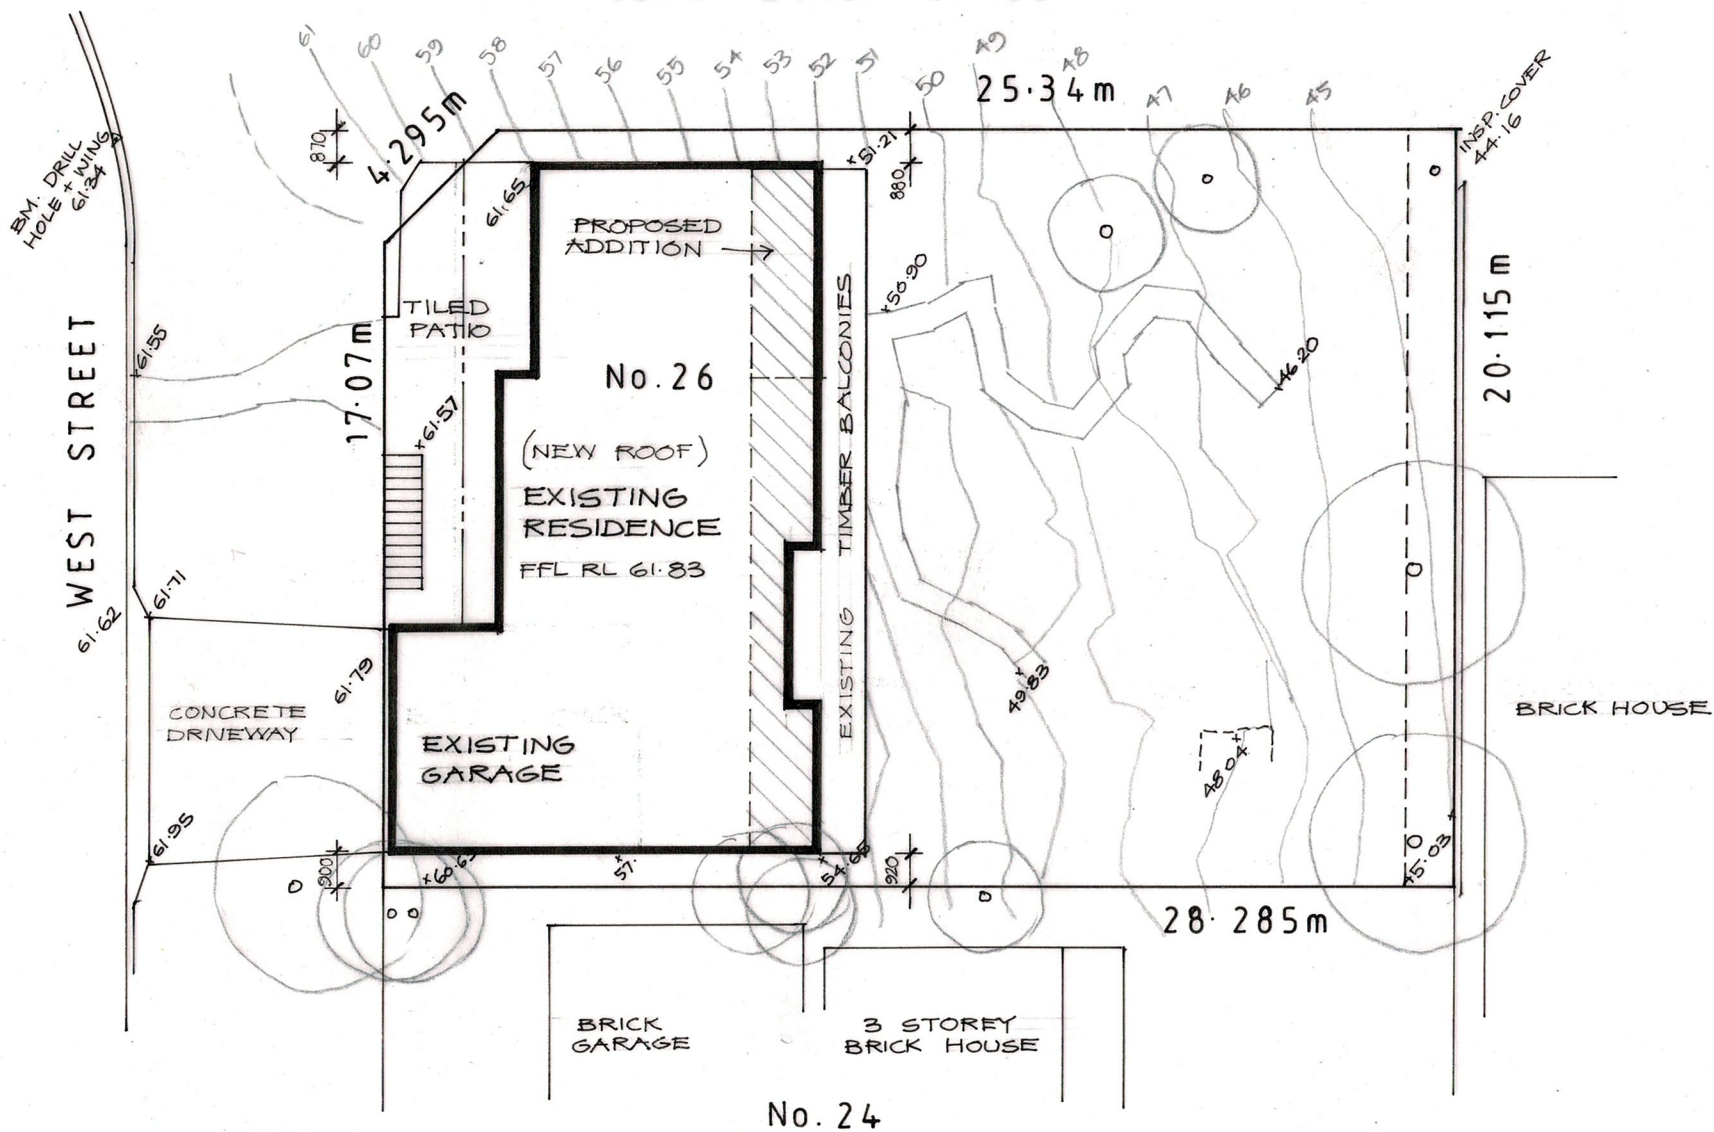 61
60
59
58
57
56
55
54
53
52
51
50
49
48
47
46
45
25.34m
4.295m
870
880
51.21
INSP. COVER
44.16
BM. DRILL
HOLE + WING
61.34
61.65
PROPOSED
ADDITION
TILED
PATIO
50.90
20.115m
61.55
17.07m
No. 26
46.20
WEST STREET
61.57
(NEW ROOF)
EXISTING
RESIDENCE
FFL RL 61.83
EXISTING TIMBER BALCONIES
61.71
61.62
61.79
49.83
CONCRETE
DRIVEWAY
EXISTING
GARAGE
48.04
BRICK HOUSE
61.95
900
60.63
57.
54.65
920
45.03
28.285m
BRICK
GARAGE
3 STOREY
BRICK HOUSE
No. 24